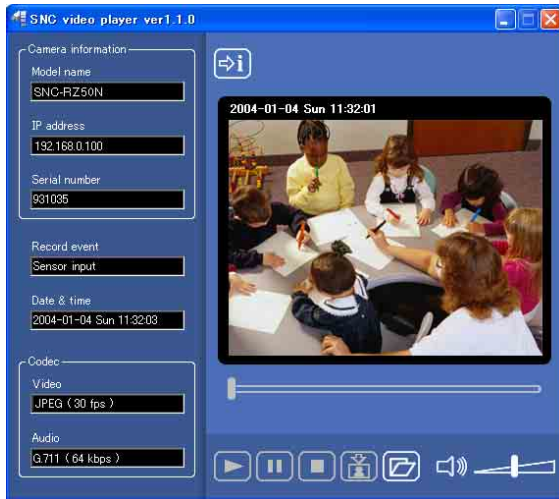 SNC video player ver1.1.0
Camera information
Model name
SNC-RZ50N
IP address
192.168.0.100
Serial number
931035
Record event
Sensor input
Date & time
2004-01-04 Sun 11:32:03
Codec
Video
JPEG ( 30 fps )
Audio
G.711 ( 64 kbps )
i
2004-01-04 Sun 11:32:01